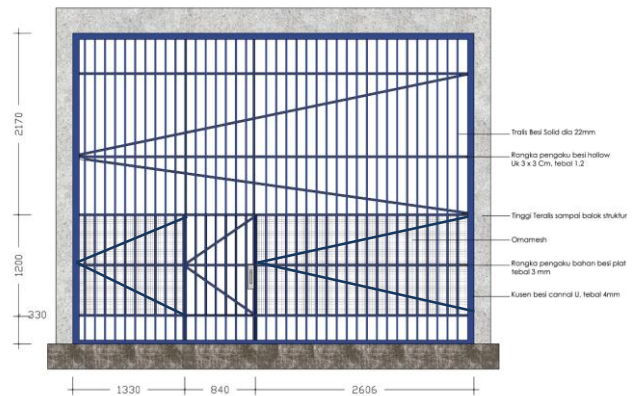 2170
1200
330
Tralis Besi Solid dia 22mm
Rangka pengaku besi hallow
Uk 3 x 3 Cm, tebal 1.2
Tinggi Teralis sampai balok struktur
Ornamesh
Rangka pengaku bahan besi plat
tebal 3 mm
Kusen besi cannal U, tebal 4mm
1330
840
2606